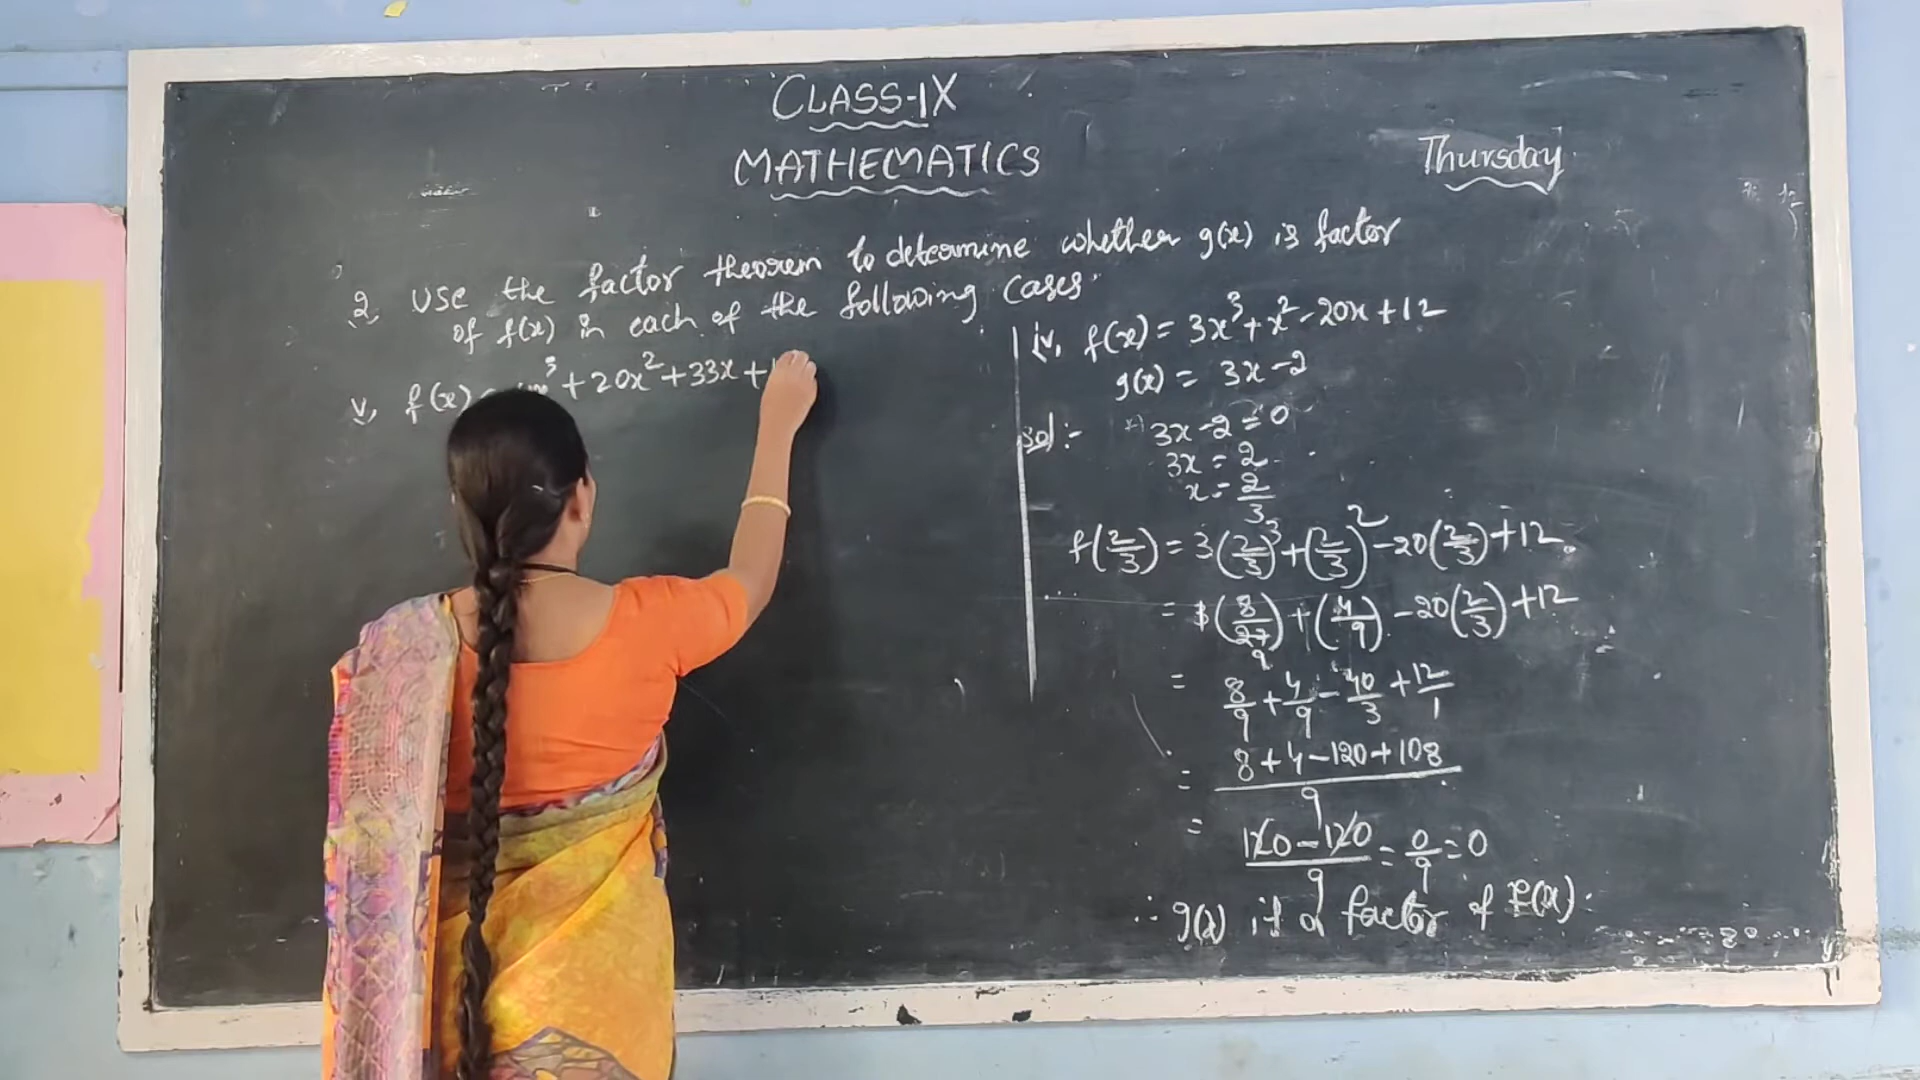 CLASS-IX
MATHEMATICS
Thursday
2, Use the factor theorem to determine whether g(x) is factor
of f(x) in each of the following cases.
v, f(x) x³ + 20x² + 33x +
iv, f(x) = 3x³ + x² - 20x + 12
g(x) = 3x - 2
Sol :- 3x - 2 = 0
3x = 2
x = 2/3
f(2/3) = 3(2/3)³ + (2/3)² - 20(2/3) + 12
= (8/27) + (4/9) - 20(2/3) + 12
9
= 8/9 + 4/9 - 40/3 + 12/1
= 8 + 4 - 120 + 108 / 9
= 120 - 120 / 9 = 0/9 = 0
∴ g(x) is a factor of f(x).